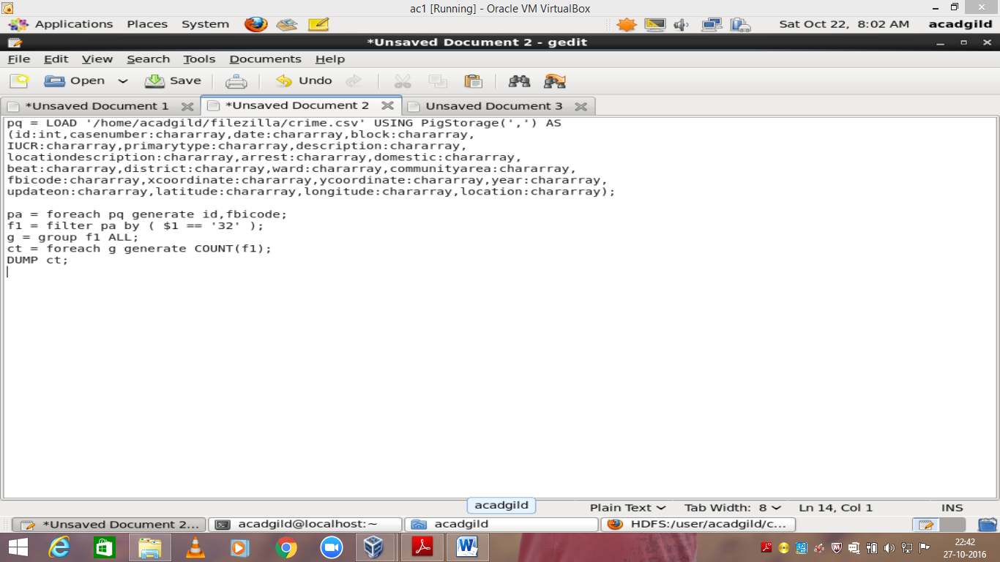 ac1 [Running] - Oracle VM VirtualBox
Applications Places System Sat Oct 22, 8:02 AM acadgild
*Unsaved Document 2 - gedit
File Edit View Search Tools Documents Help
Open Save Undo
*Unsaved Document 1 *Unsaved Document 2 Unsaved Document 3
pq = LOAD '/home/acadgild/filezilla/crime.csv' USING PigStorage(',') AS
(id:int,casenumber:chararray,date:chararray,block:chararray,
IUCR:chararray,primarytype:chararray,description:chararray,
locationdescription:chararray,arrest:chararray,domestic:chararray,
beat:chararray,district:chararray,ward:chararray,communityarea:chararray,
fbicode:chararray,xcoordinate:chararray,ycoordinate:chararray,year:chararray,
updateon:chararray,latitude:chararray,longitude:chararray,location:chararray);
pa = foreach pq generate id,fbicode;
f1 = filter pa by ( $1 == '32' );
g = group f1 ALL;
ct = foreach g generate COUNT(f1);
DUMP ct;
acadgild
Plain Text Tab Width: 8 Ln 14, Col 1 INS
*Unsaved Document 2... acadgild@localhost:~ acadgild HDFS:/user/acadgild/c...
22:42
27-10-2016